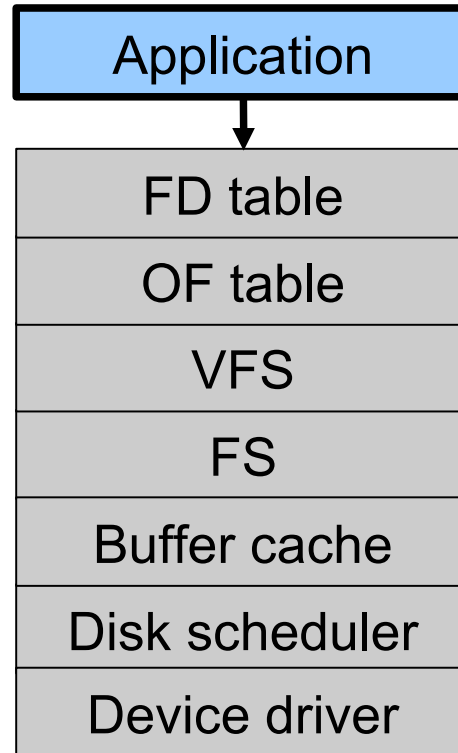 Application
FD table
OF table
VFS
FS
Buffer cache
Disk scheduler
Device driver